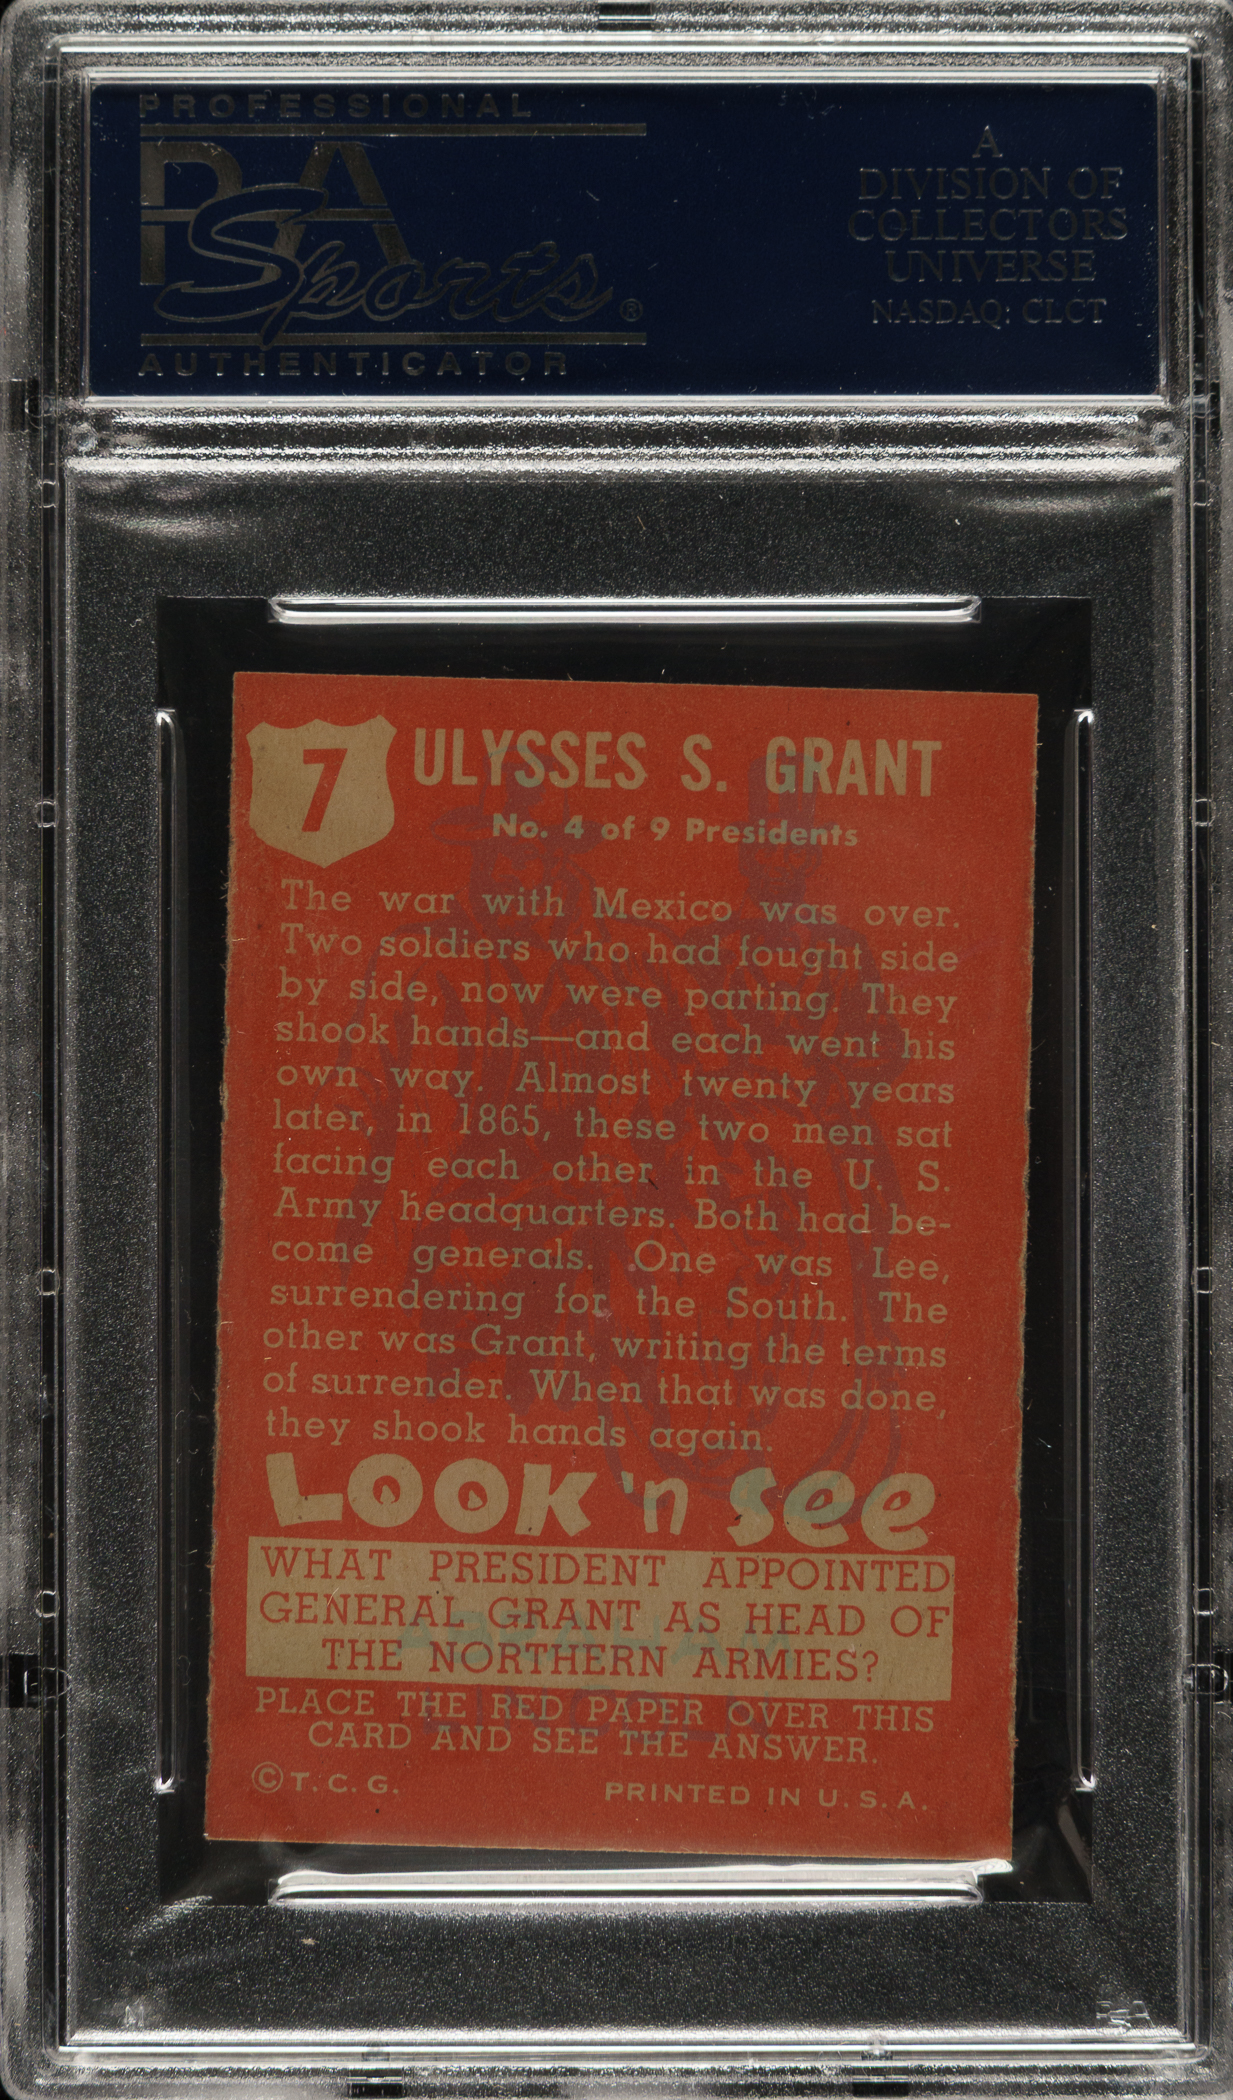 PROFESSIONAL
PSA
Sports®
AUTHENTICATOR
A
DIVISION OF
COLLECTORS
UNIVERSE
NASDAQ: CLCT
7
ULYSSES S. GRANT
No. 4 of 9 Presidents
The war with Mexico was over.
Two soldiers who had fought side
by side, now were parting. They
shook hands—and each went his
own way. Almost twenty years
later, in 1865, these two men sat
facing each other in the U. S.
Army headquarters. Both had be-
come generals. One was Lee,
surrendering for the South. The
other was Grant, writing the terms
of surrender. When that was done,
they shook hands again.
LOOK 'n SEE
WHAT PRESIDENT APPOINTED
GENERAL GRANT AS HEAD OF
THE NORTHERN ARMIES?
PLACE THE RED PAPER OVER THIS
CARD AND SEE THE ANSWER.
© T. C. G.
PRINTED IN U. S. A.